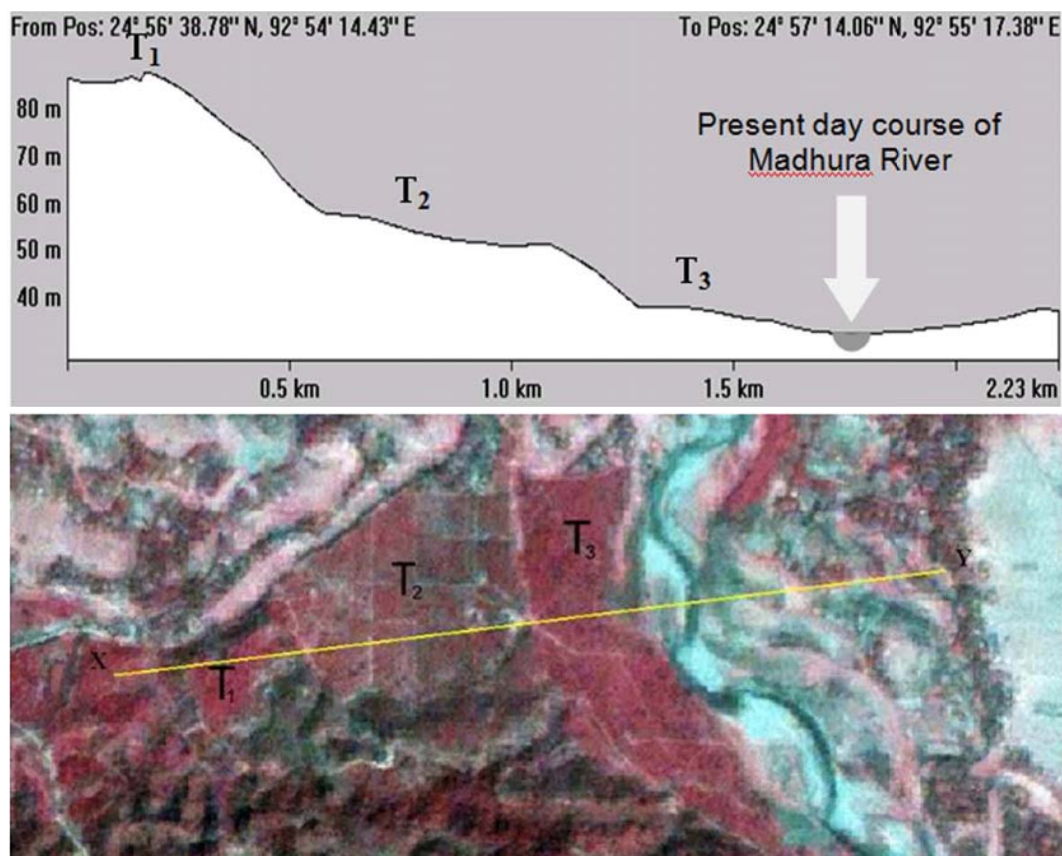 From Pos: 24° 56' 38.78" N, 92° 54' 14.43" E
To Pos: 24° 57' 14.06" N, 92° 55' 17.38" E
T1
80 m
70 m
60 m
50 m
40 m
T2
T3
Present day course of
Madhura River
0.5 km
1.0 km
1.5 km
2.23 km
T3
T2
Y
X
T1